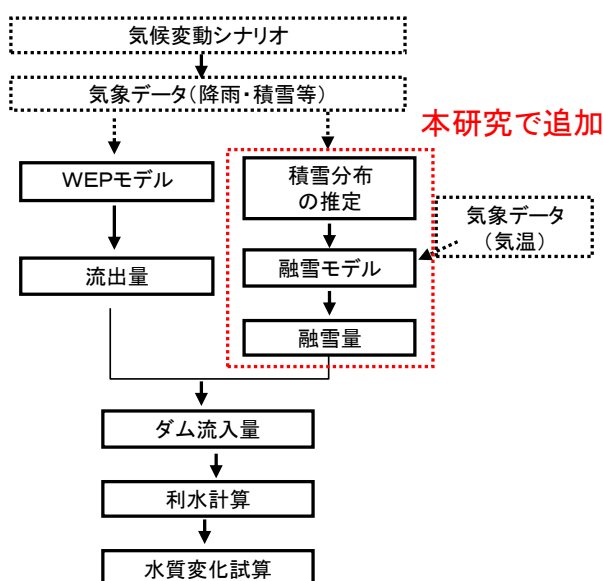 気候変動シナリオ
気象データ(降雨・積雪等)
本研究で追加
WEPモデル
積雪分布
の推定
気象データ
(気温)
流出量
融雪モデル
融雪量
ダム流入量
利水計算
水質変化試算